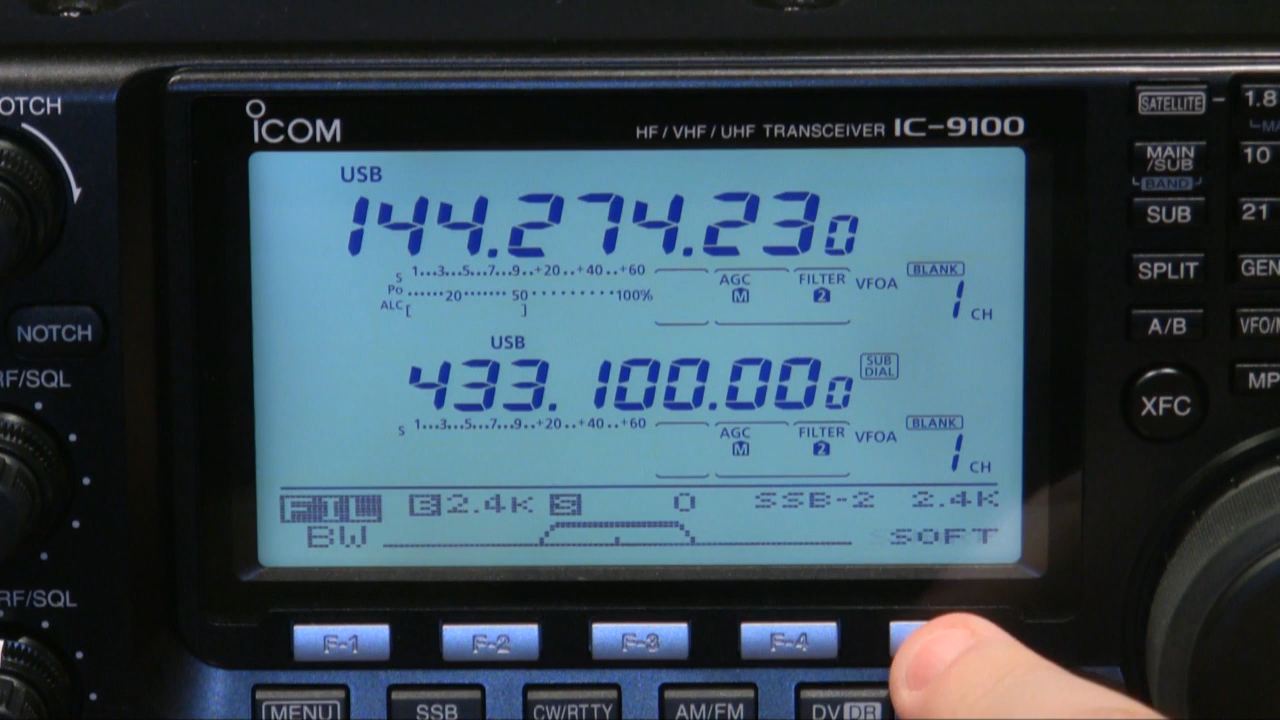 OTCH
ICOM
HF / VHF / UHF TRANSCEIVER IC-9100
SATELLITE
1.8
USB
144.274.230
S 1...3...5...7...9..+20..+40..+60
Po 20 50 100%
ALC [ ]
AGC
M
FILTER
2
VFOA
BLANK
1 CH
MAIN
/SUB
BAND
10
SUB
21
SPLIT
GEN
NOTCH
A/B
USB
433.100.000
SUB
DIAL
S 1...3...5...7...9..+20..+40..+60
AGC
M
FILTER
2
VFOA
BLANK
1 CH
RF/SQL
MP
XFC
FIL B 2.4K S 0 SSB-2 2.4K
BW SOFT
RF/SQL
F-1 F-2 F-3 F-4
MENU SSB CW/RTTY AM/FM DV DR